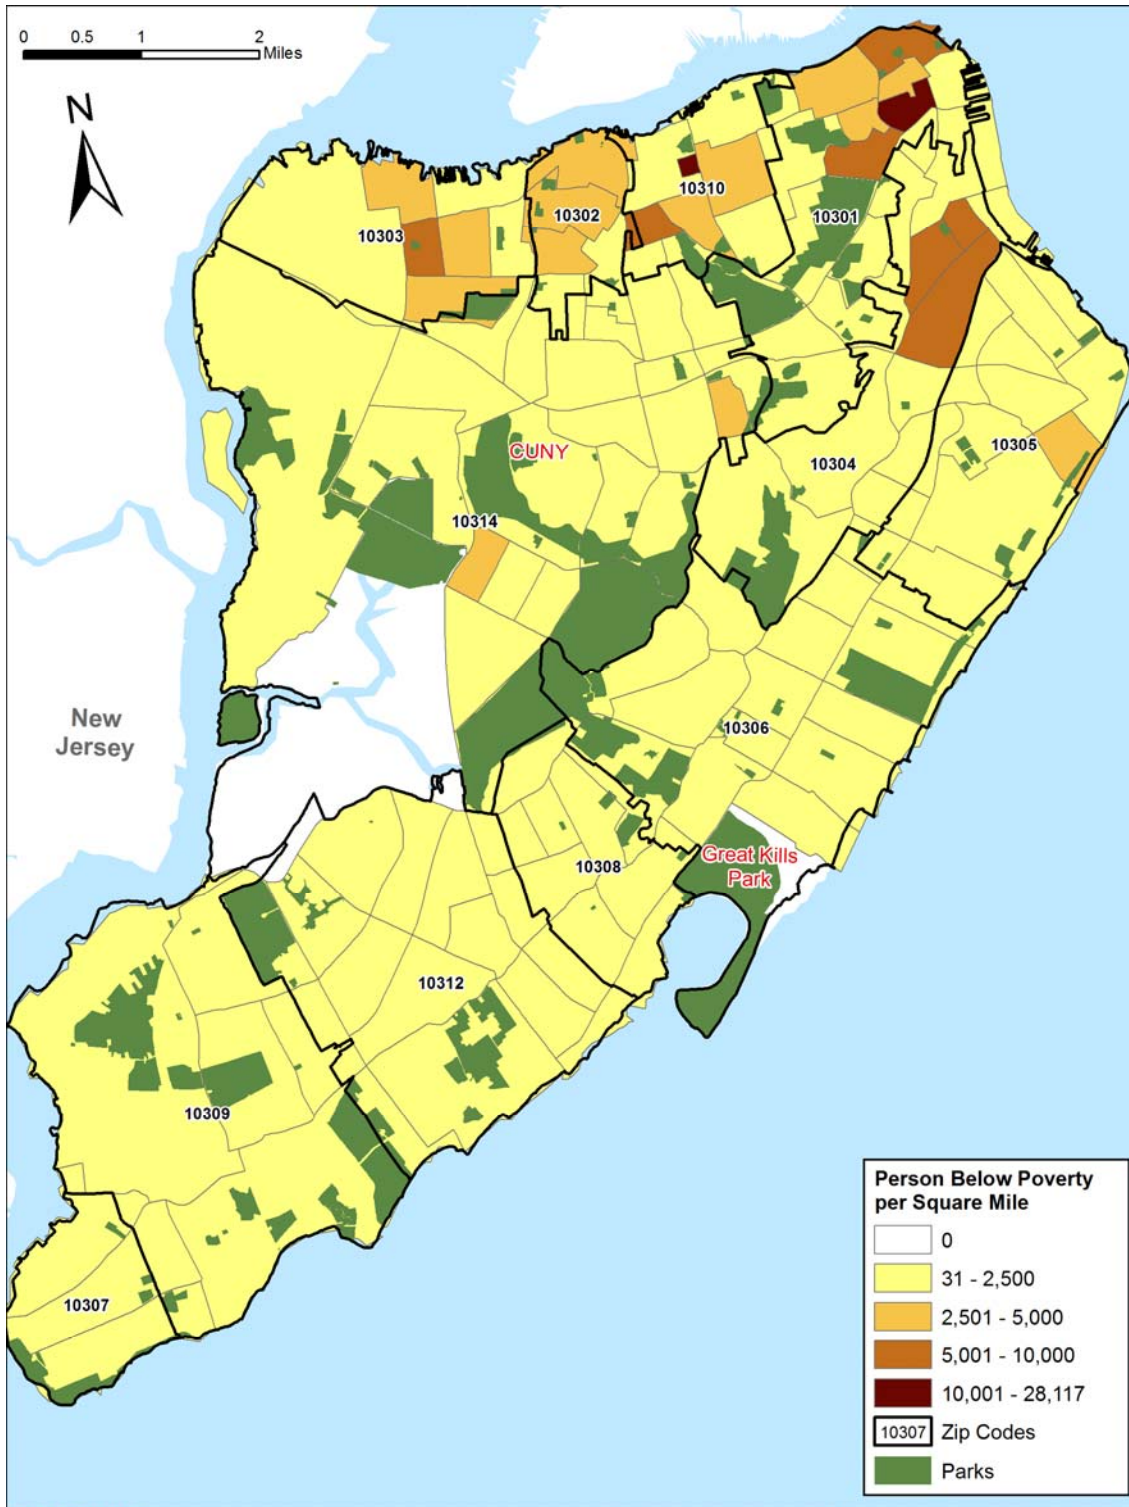 0 0.5 1 2
Miles
N
10302
10310
10301
10303
CUNY
10305
10304
10314
New
Jersey
10306
Great Kills
Park
10308
10312
10309
10307
Person Below Poverty
per Square Mile
0
31 - 2,500
2,501 - 5,000
5,001 - 10,000
10,001 - 28,117
10307 Zip Codes
Parks